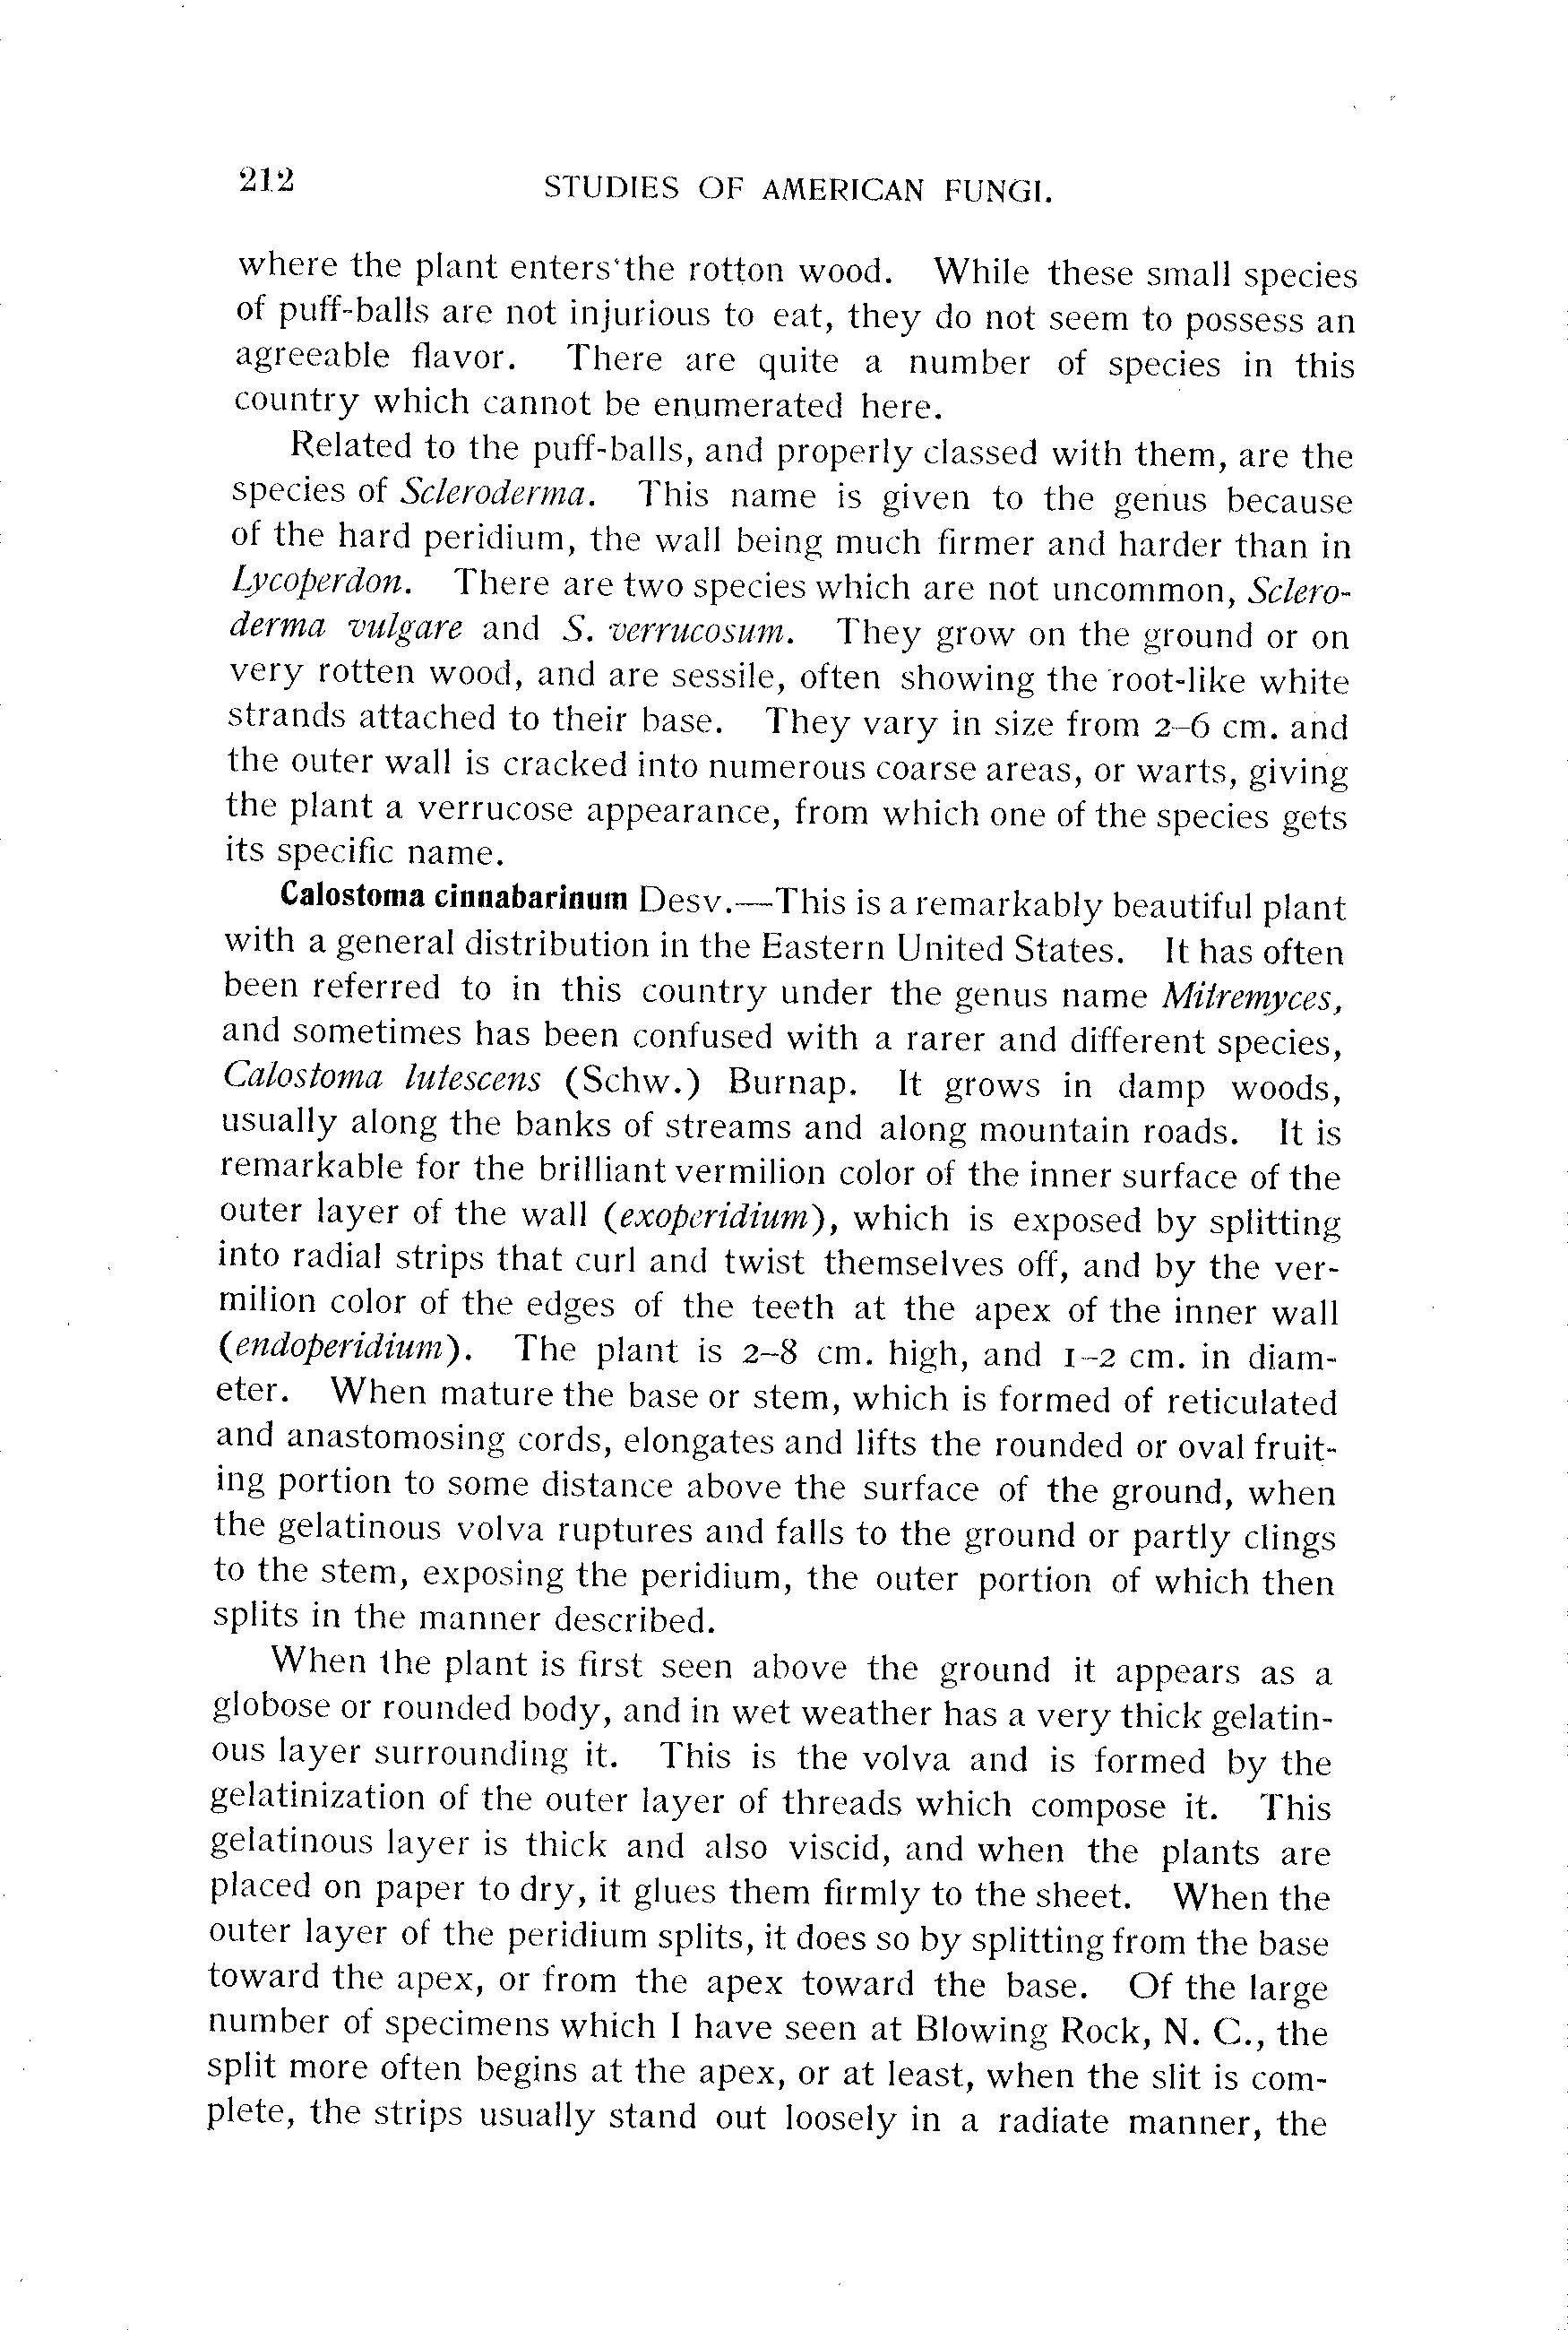 212 STUDIES OF AMERICAN FUNGI.
where the plant enters the rotton wood. While these small species
of puff-balls are not injurious to eat, they do not seem to possess an
agreeable flavor. There are quite a number of species in this
country which cannot be enumerated here.
Related to the puff-balls, and properly classed with them, are the
species of Scleroderma. This name is given to the genus because
of the hard peridium, the wall being much firmer and harder than in
Lycoperdon. There are two species which are not uncommon, Sclero-
derma vulgare and S. verrucosum. They grow on the ground or on
very rotten wood, and are sessile, often showing the root-like white
strands attached to their base. They vary in size from 2–6 cm. and
the outer wall is cracked into numerous coarse areas, or warts, giving
the plant a verrucose appearance, from which one of the species gets
its specific name.
Calostoma cinnabarinum Desv.—This is a remarkably beautiful plant
with a general distribution in the Eastern United States. It has often
been referred to in this country under the genus name Mitremyces,
and sometimes has been confused with a rarer and different species,
Calostoma lutescens (Schw.) Burnap. It grows in damp woods,
usually along the banks of streams and along mountain roads. It is
remarkable for the brilliant vermilion color of the inner surface of the
outer layer of the wall (exoperidium), which is exposed by splitting
into radial strips that curl and twist themselves off, and by the ver-
milion color of the edges of the teeth at the apex of the inner wall
(endoperidium). The plant is 2–8 cm. high, and 1–2 cm. in diam-
eter. When mature the base or stem, which is formed of reticulated
and anastomosing cords, elongates and lifts the rounded or oval fruit-
ing portion to some distance above the surface of the ground, when
the gelatinous volva ruptures and falls to the ground or partly clings
to the stem, exposing the peridium, the outer portion of which then
splits in the manner described.
When the plant is first seen above the ground it appears as a
globose or rounded body, and in wet weather has a very thick gelatin-
ous layer surrounding it. This is the volva and is formed by the
gelatinization of the outer layer of threads which compose it. This
gelatinous layer is thick and also viscid, and when the plants are
placed on paper to dry, it glues them firmly to the sheet. When the
outer layer of the peridium splits, it does so by splitting from the base
toward the apex, or from the apex toward the base. Of the large
number of specimens which I have seen at Blowing Rock, N. C., the
split more often begins at the apex, or at least, when the slit is com-
plete, the strips usually stand out loosely in a radiate manner, the